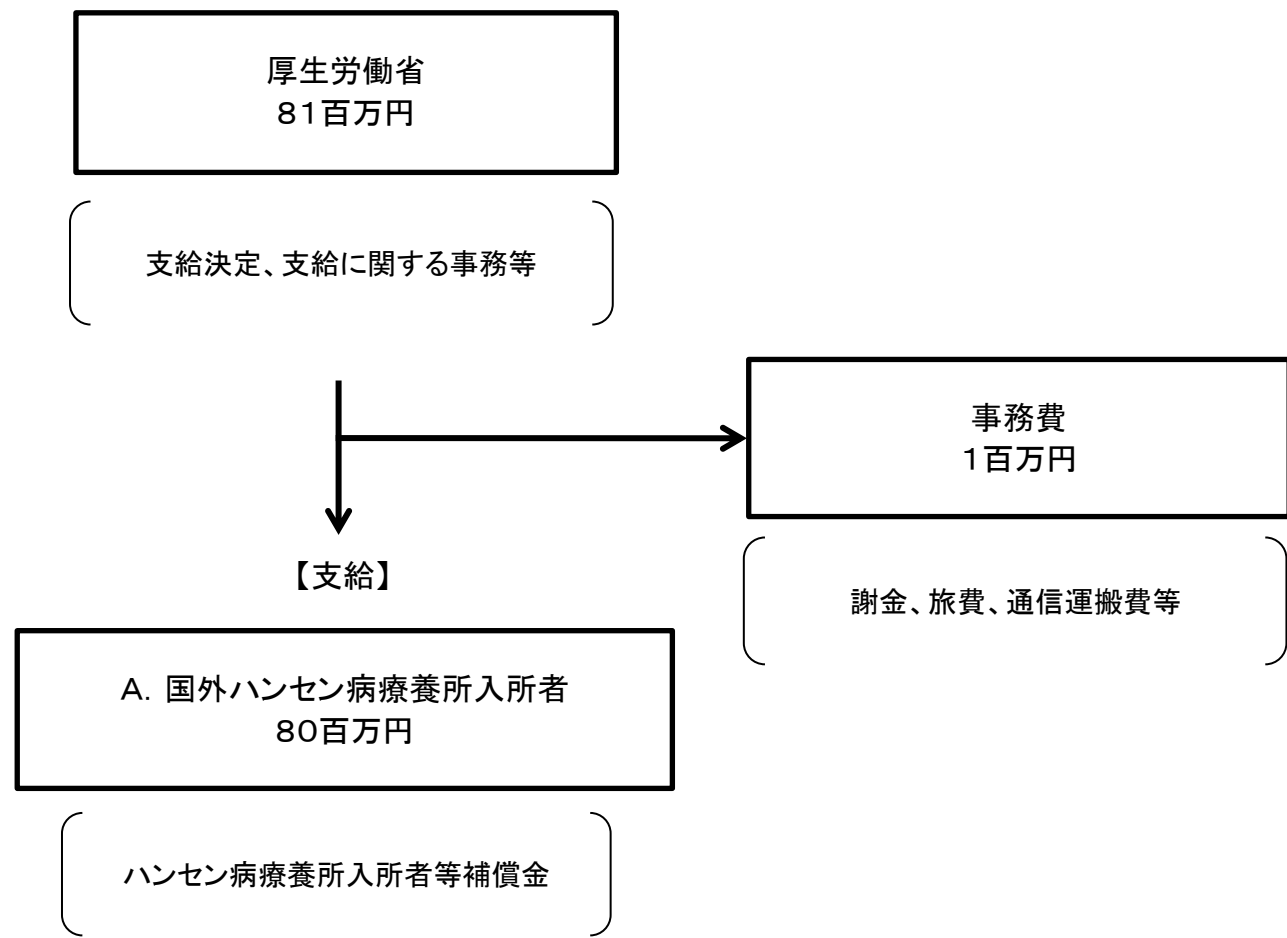 厚生労働省
81百万円
支給決定、支給に関する事務等
事務費
1百万円
【支給】
謝金、旅費、通信運搬費等
A. 国外ハンセン病療養所入所者
80百万円
ハンセン病療養所入所者等補償金